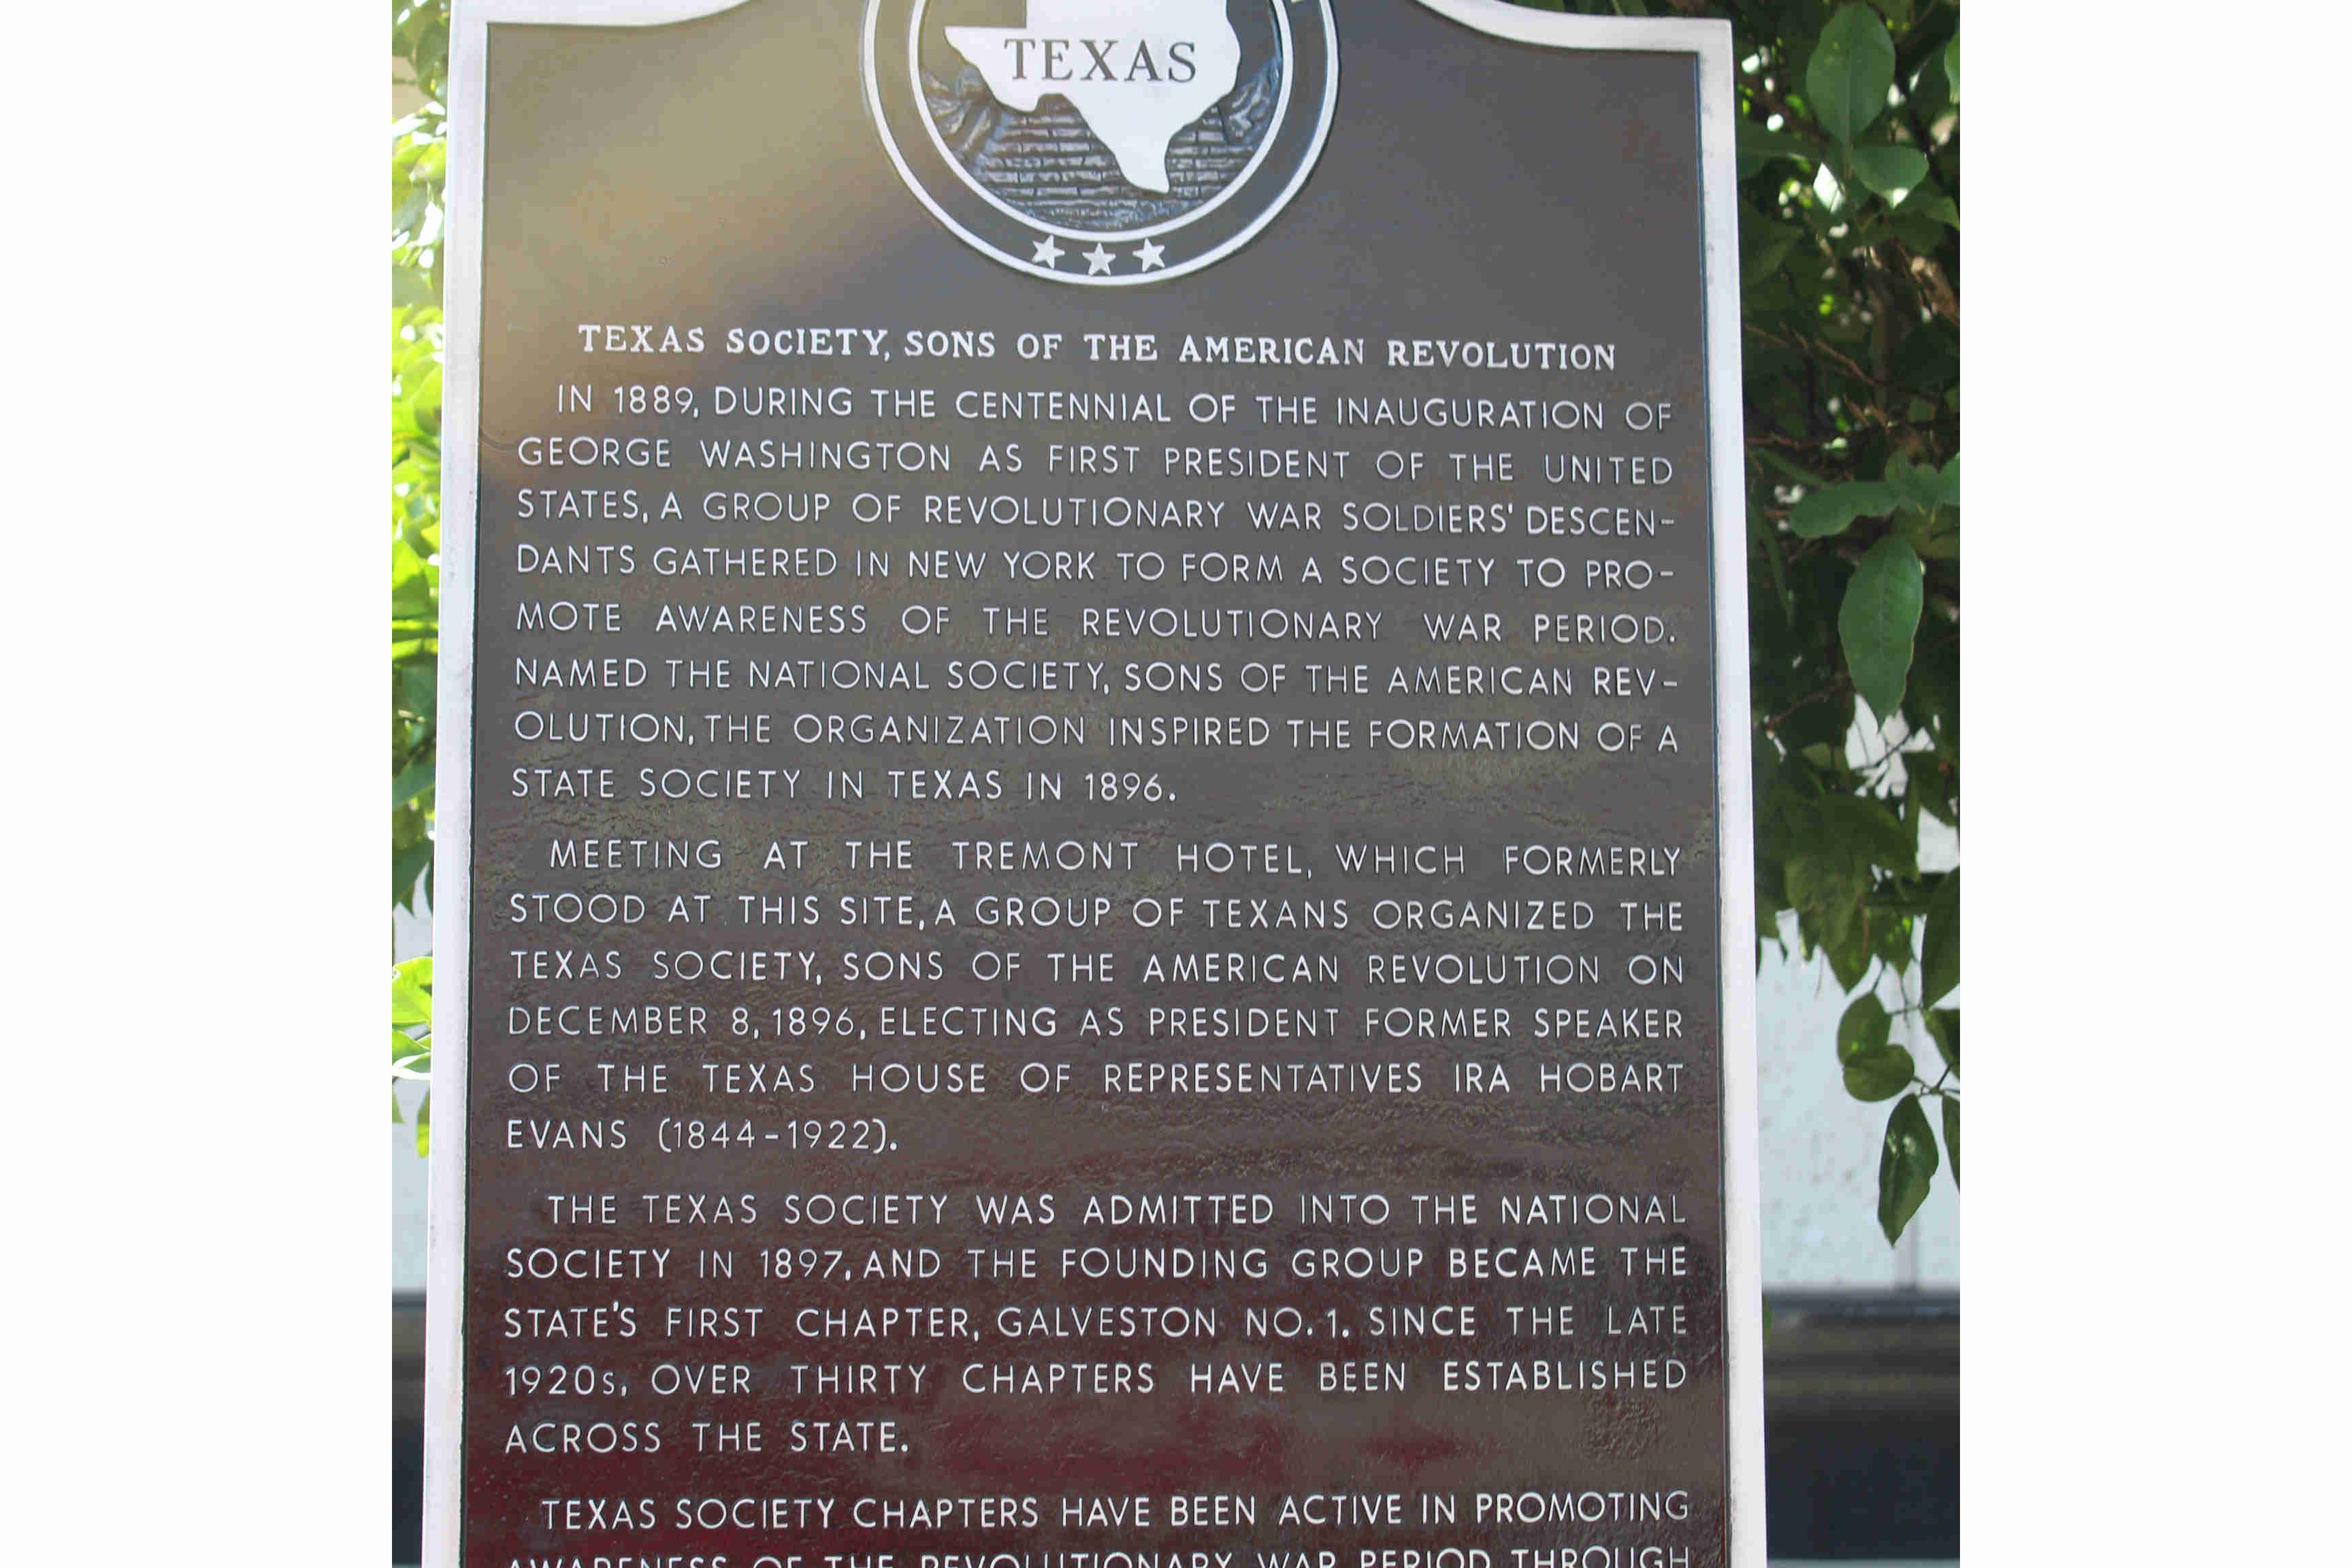 TEXAS
TEXAS SOCIETY, SONS OF THE AMERICAN REVOLUTION
IN 1889, DURING THE CENTENNIAL OF THE INAUGURATION OF
GEORGE WASHINGTON AS FIRST PRESIDENT OF THE UNITED
STATES, A GROUP OF REVOLUTIONARY WAR SOLDIERS' DESCEN-
DANTS GATHERED IN NEW YORK TO FORM A SOCIETY TO PRO-
MOTE AWARENESS OF THE REVOLUTIONARY WAR PERIOD.
NAMED THE NATIONAL SOCIETY, SONS OF THE AMERICAN REV-
OLUTION, THE ORGANIZATION INSPIRED THE FORMATION OF A
STATE SOCIETY IN TEXAS IN 1896.
MEETING AT THE TREMONT HOTEL, WHICH FORMERLY
STOOD AT THIS SITE, A GROUP OF TEXANS ORGANIZED THE
TEXAS SOCIETY, SONS OF THE AMERICAN REVOLUTION ON
DECEMBER 8, 1896, ELECTING AS PRESIDENT FORMER SPEAKER
OF THE TEXAS HOUSE OF REPRESENTATIVES IRA HOBART
EVANS (1844-1922).
THE TEXAS SOCIETY WAS ADMITTED INTO THE NATIONAL
SOCIETY IN 1897, AND THE FOUNDING GROUP BECAME THE
STATE'S FIRST CHAPTER, GALVESTON NO. 1. SINCE THE LATE
1920s, OVER THIRTY CHAPTERS HAVE BEEN ESTABLISHED
ACROSS THE STATE.
TEXAS SOCIETY CHAPTERS HAVE BEEN ACTIVE IN PROMOTING
AWARENESS OF THE REVOLUTIONARY WAR PERIOD THROUGH